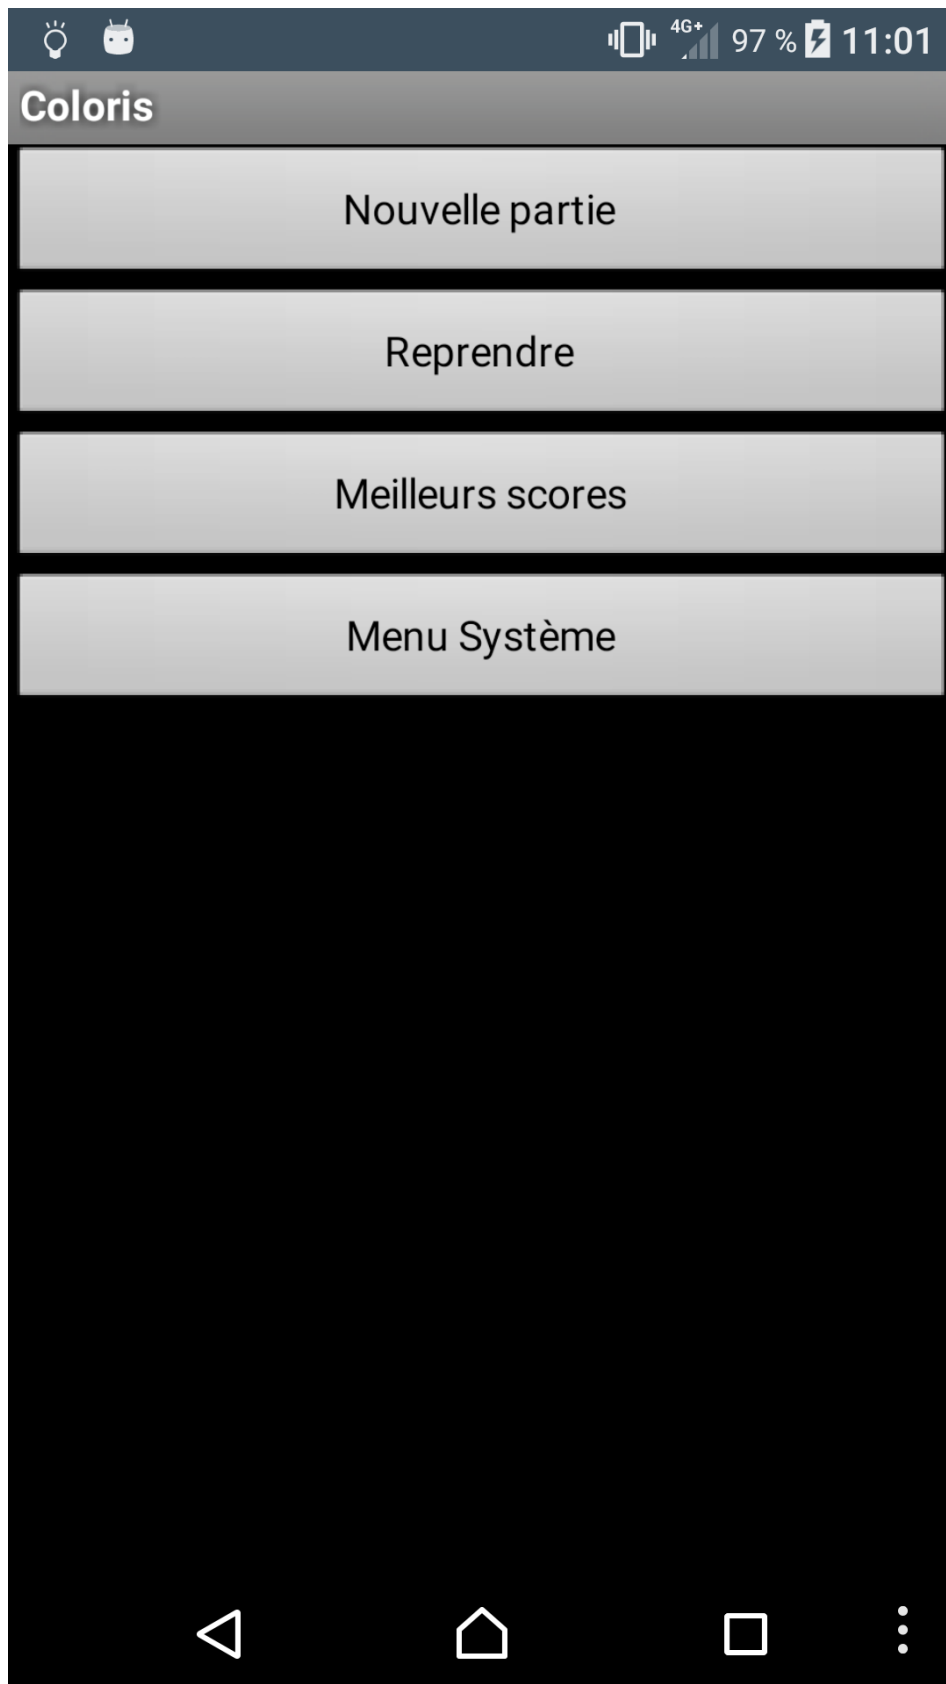 4G+ 97 % 11:01
Coloris
Nouvelle partie
Reprendre
Meilleurs scores
Menu Système